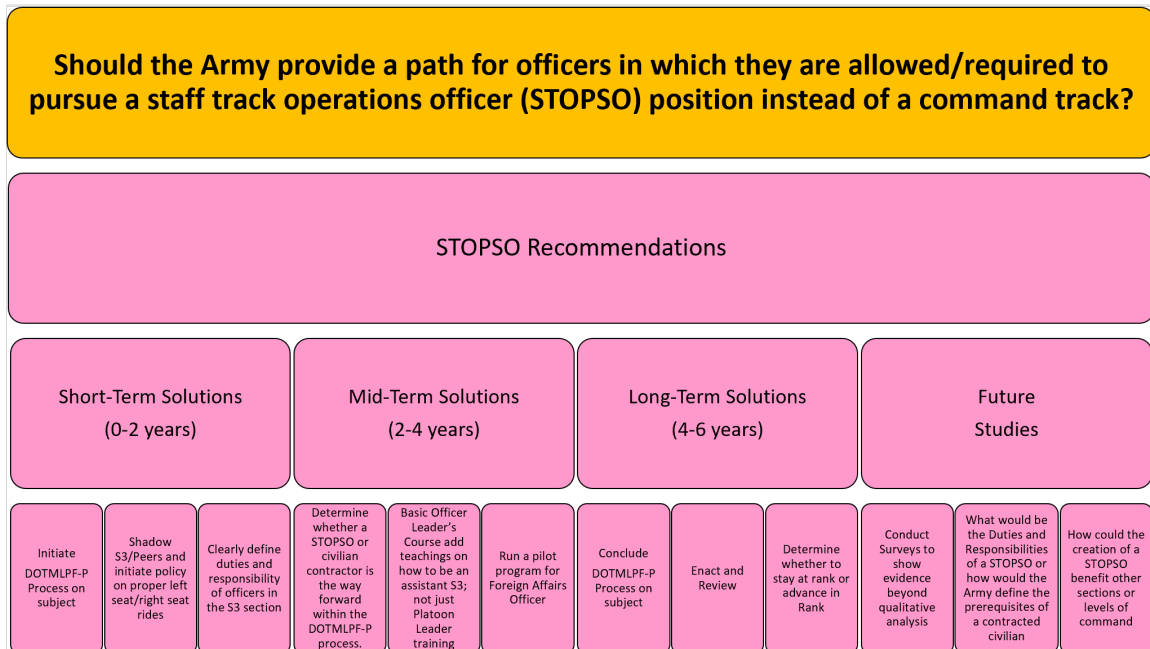 Should the Army provide a path for officers in which they are allowed/required to
pursue a staff track operations officer (STOPSO) position instead of a command track?
STOPSO Recommendations
Short-Term Solutions
(0-2 years)
Mid-Term Solutions
(2-4 years)
Long-Term Solutions
(4-6 years)
Future
Studies
Initiate
DOTMLPF-P
Process on
subject
Shadow
S3/Peers and
initiate policy
on proper left
seat/right seat
rides
Clearly define
duties and
responsibility
of officers in
the S3 section
Determine
whether a
STOPSO or
civilian
contractor is
the way
forward
within the
DOTMLPF-P
process.
Basic Officer
Leader's
Course add
teachings on
how to be an
assistant S3;
not just
Platoon
Leader
training
Run a pilot
program for
Foreign Affairs
Officer
Conclude
DOTMLPF-P
Process on
subject
Enact and
Review
Determine
whether to
stay at rank or
advance in
Rank
Conduct
Surveys to
show
evidence
beyond
qualitative
analysis
What would be
the Duties and
Responsibilities
of a STOPSO or
how would the
Army define the
prerequisites of
a contracted
civilian
How could the
creation of a
STOPSO
benefit other
sections or
levels of
command